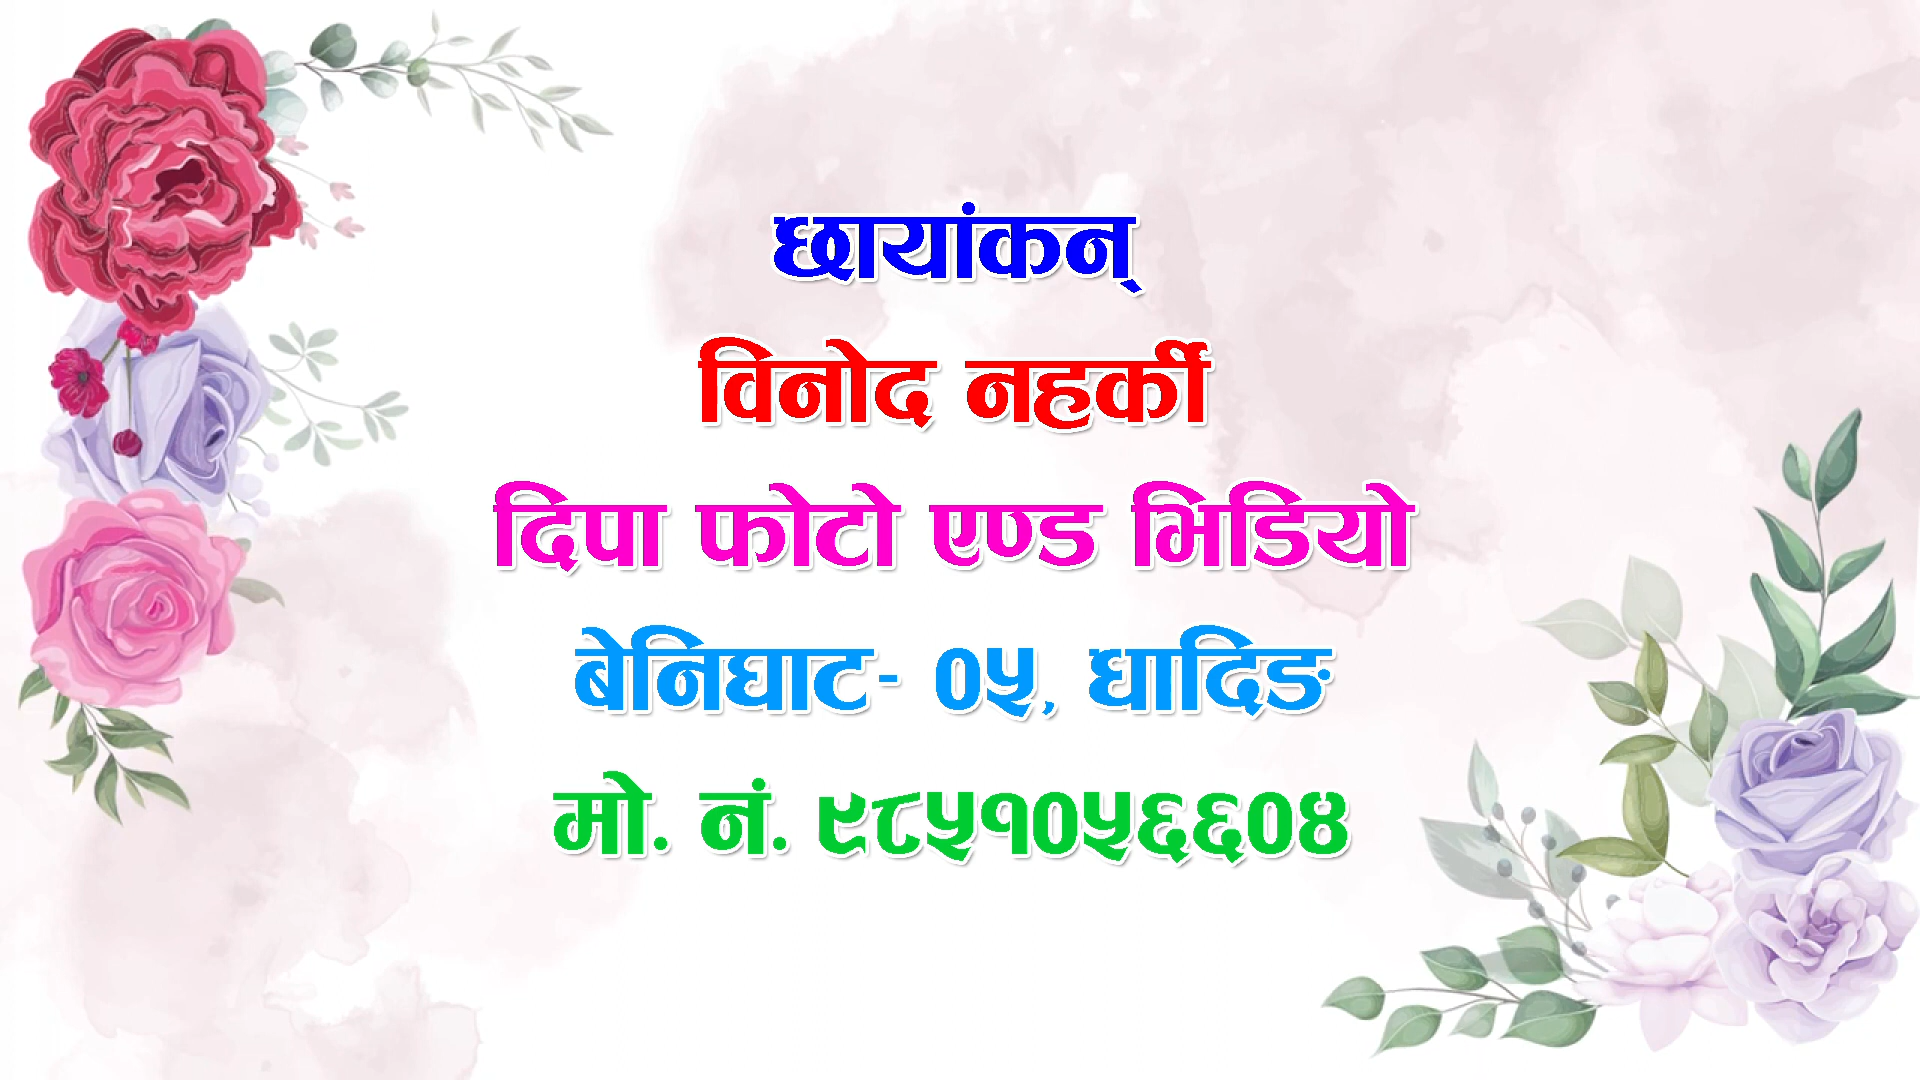 छायांकन्
विनोद नहर्की
दिपा फोटो एण्ड भिडियो
बेनिघाट- ०५, धादिङ
मो. नं. ९८५१०५६६०४